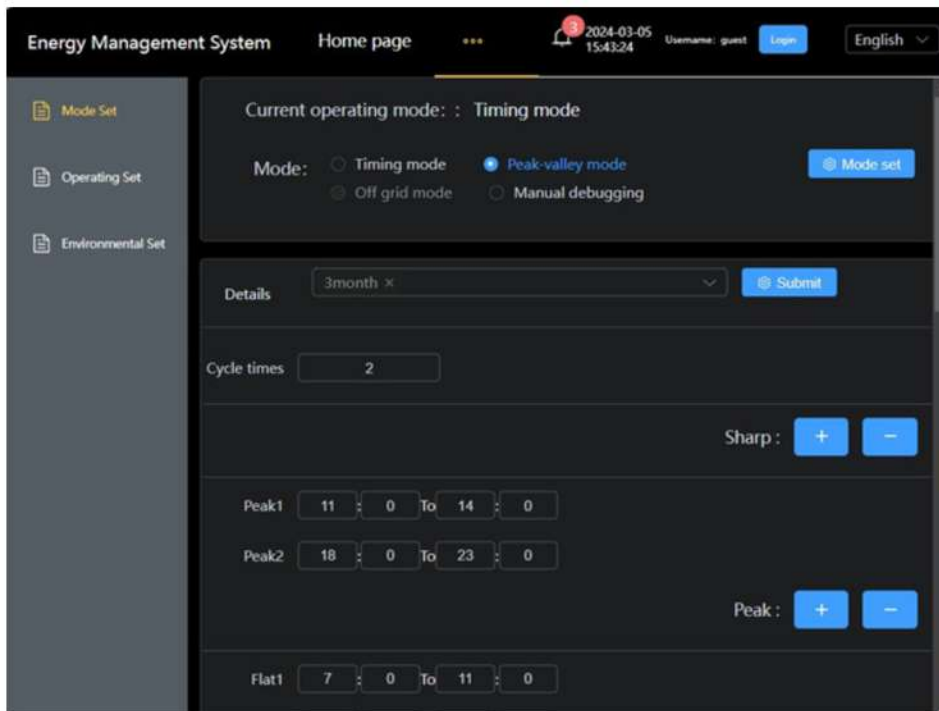 Energy Management System Home page ••• 3 2024-03-05 15:43:24 Username: guest Login English
Mode Set
Operating Set
Environmental Set
Current operating mode: : Timing mode
Mode: Timing mode Peak-valley mode Mode set
Off grid mode Manual debugging
Details 3month × Submit
Cycle times 2
Sharp : + −
Peak1 11 : 0 To 14 : 0
Peak2 18 : 0 To 23 : 0
Peak : + −
Flat1 7 : 0 To 11 : 0